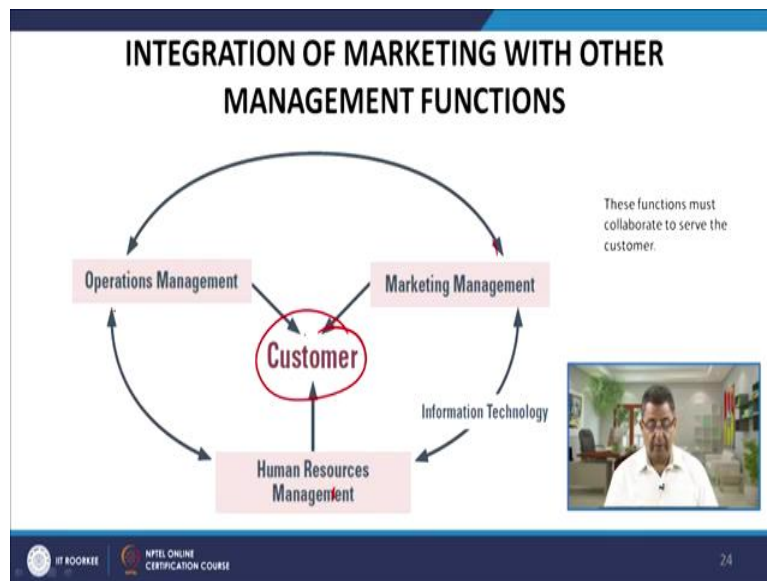 INTEGRATION OF MARKETING WITH OTHER
MANAGEMENT FUNCTIONS
These functions must
collaborate to serve the
customer.
Operations Management
Marketing Management
Customer
Information Technology
Human Resources
Management
IIT ROORKEE
NPTEL ONLINE
CERTIFICATION COURSE
24